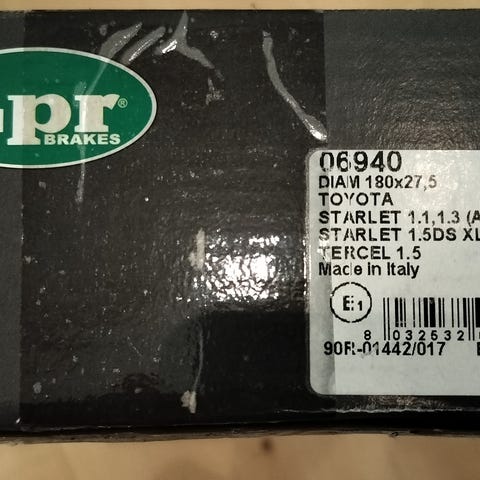 pr®
BRAKES
06940
DIAM 180x27,5
TOYOTA
STARLET 1.1,1.3 (A
STARLET 1.5DS XL
TERCEL 1.5
Made in Italy
E1
8 032532
90R-01442/017